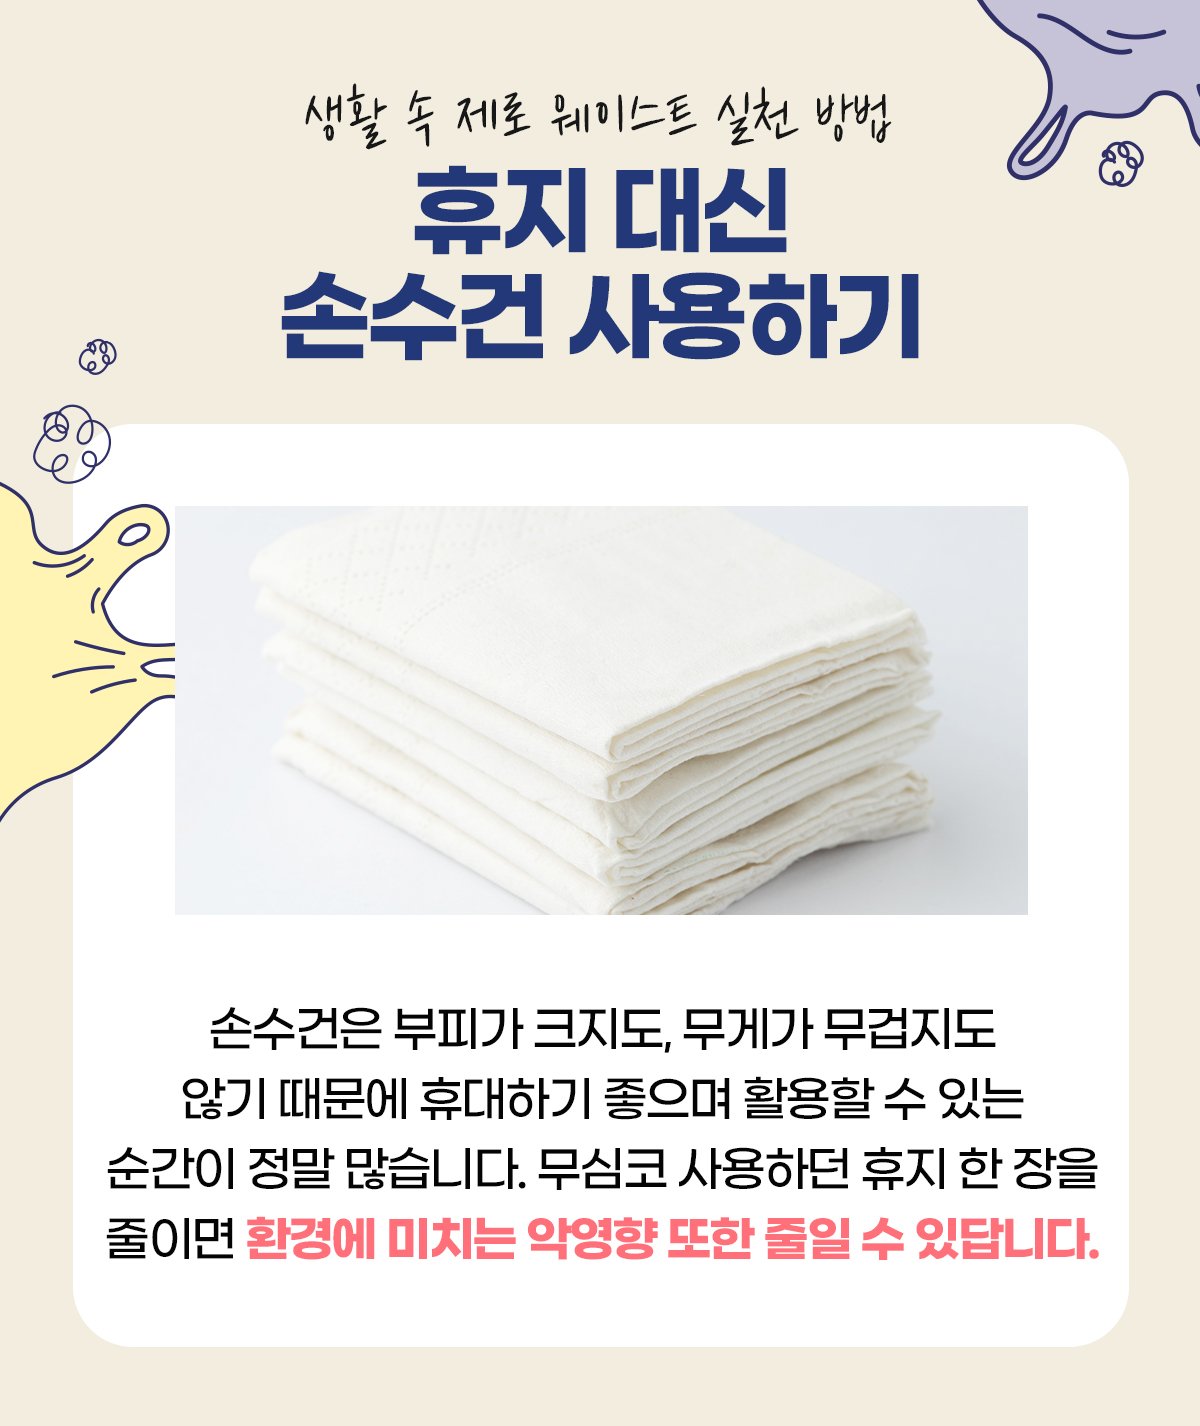 생활 속 제로 웨이스트 실천 방법
휴지 대신
손수건 사용하기
손수건은 부피가 크지도, 무게가 무겁지도
않기 때문에 휴대하기 좋으며 활용할 수 있는
순간이 정말 많습니다. 무심코 사용하던 휴지 한 장을
줄이면 환경에 미치는 악영향 또한 줄일 수 있답니다.